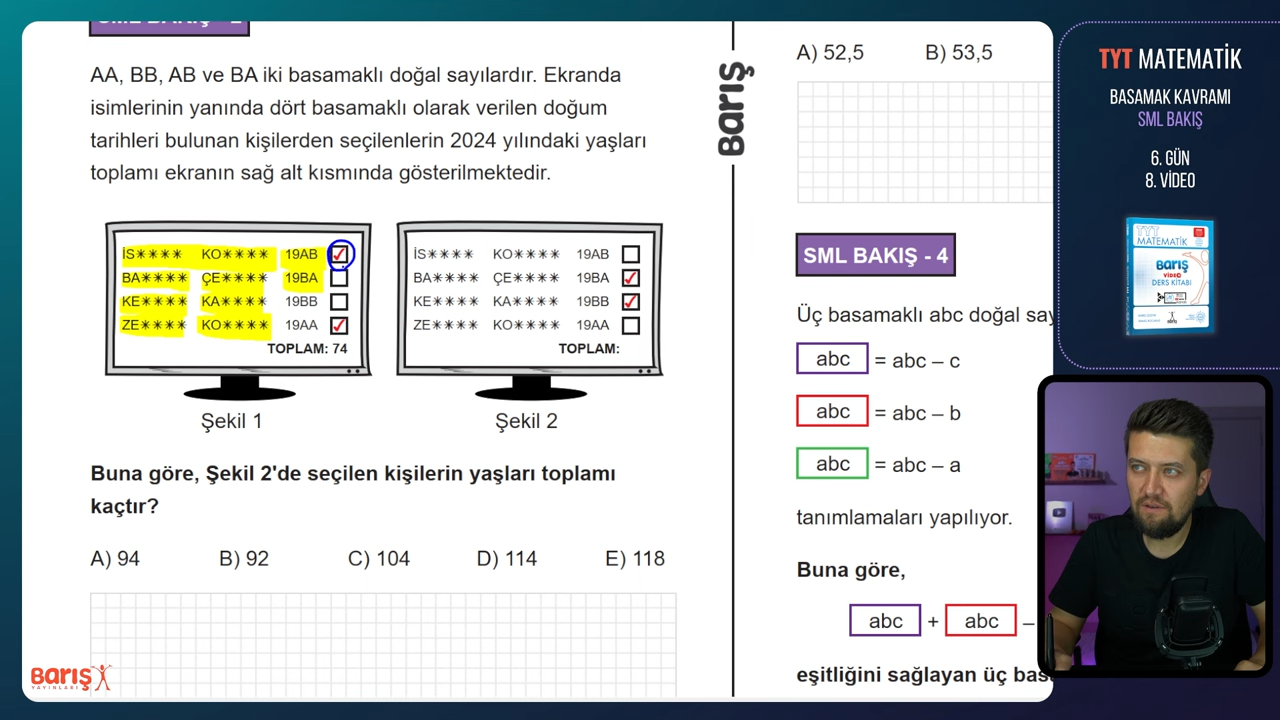 SML BAKIŞ - 2
AA, BB, AB ve BA iki basamaklı doğal sayılardır. Ekranda
isimlerinin yanında dört basamaklı olarak verilen doğum
tarihleri bulunan kişilerden seçilenlerin 2024 yılındaki yaşları
toplamı ekranın sağ alt kısmında gösterilmektedir.
İS✳✳✳✳ KO✳✳✳✳ 19AB
BA✳✳✳✳ ÇE✳✳✳✳ 19BA
KE✳✳✳✳ KA✳✳✳✳ 19BB
ZE✳✳✳✳ KO✳✳✳✳ 19AA
TOPLAM: 74
Şekil 1
İS✳✳✳✳ KO✳✳✳✳ 19AB
BA✳✳✳✳ ÇE✳✳✳✳ 19BA
KE✳✳✳✳ KA✳✳✳✳ 19BB
ZE✳✳✳✳ KO✳✳✳✳ 19AA
TOPLAM:
Şekil 2
Buna göre, Şekil 2'de seçilen kişilerin yaşları toplamı
kaçtır?
A) 94 B) 92 C) 104 D) 114 E) 118
BARIŞ
YAYINLARI
Barış
A) 52,5 B) 53,5
SML BAKIŞ - 4
Üç basamaklı abc doğal say
abc = abc – c
abc = abc – b
abc = abc – a
tanımlamaları yapılıyor.
Buna göre,
abc + abc –
eşitliğini sağlayan üç bas
TYT MATEMATİK
BASAMAK KAVRAMI
SML BAKIŞ
6. GÜN
8. VİDEO
TYT
MATEMATİK
Barış
VİDEO
DERS KİTABI